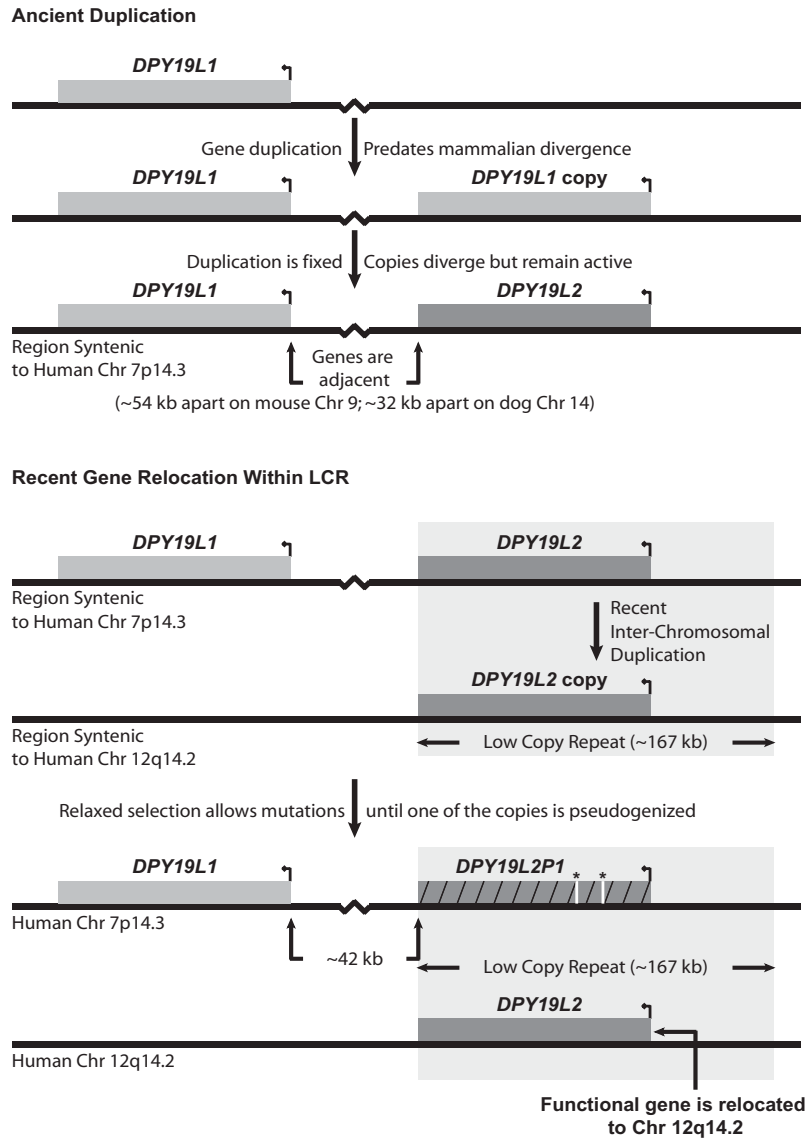 Ancient Duplication
DPY19L1
Gene duplication Predates mammalian divergence
DPY19L1 DPY19L1 copy
Duplication is fixed Copies diverge but remain active
DPY19L1 DPY19L2
Region Syntenic
to Human Chr 7p14.3
Genes are
adjacent
(~54 kb apart on mouse Chr 9; ~32 kb apart on dog Chr 14)
Recent Gene Relocation Within LCR
DPY19L1 DPY19L2
Region Syntenic
to Human Chr 7p14.3
Recent
Inter-Chromosomal
Duplication
DPY19L2 copy
Region Syntenic
to Human Chr 12q14.2
Low Copy Repeat (~167 kb)
Relaxed selection allows mutations until one of the copies is pseudogenized
DPY19L1 DPY19L2P1
* *
Human Chr 7p14.3
~42 kb
Low Copy Repeat (~167 kb)
DPY19L2
Human Chr 12q14.2
Functional gene is relocated
to Chr 12q14.2